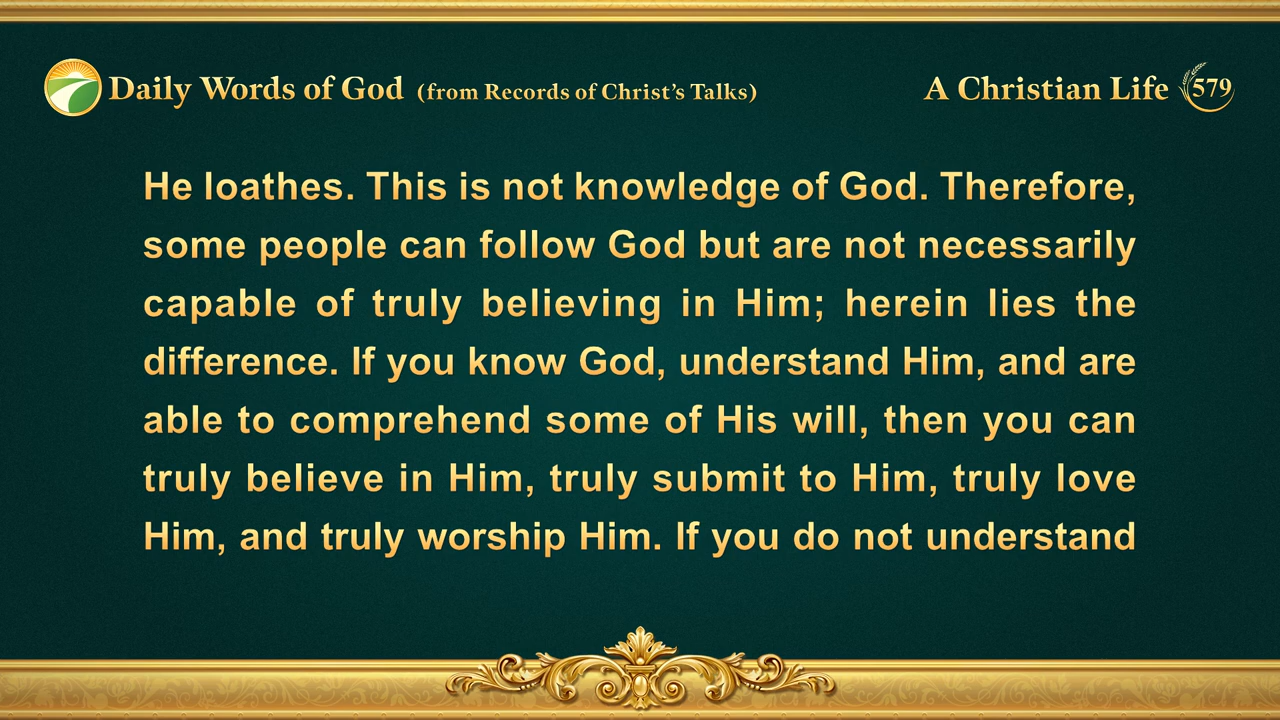 Daily Words of God (from Records of Christ's Talks)
A Christian Life 579
He loathes. This is not knowledge of God. Therefore,
some people can follow God but are not necessarily
capable of truly believing in Him; herein lies the
difference. If you know God, understand Him, and are
able to comprehend some of His will, then you can
truly believe in Him, truly submit to Him, truly love
Him, and truly worship Him. If you do not understand